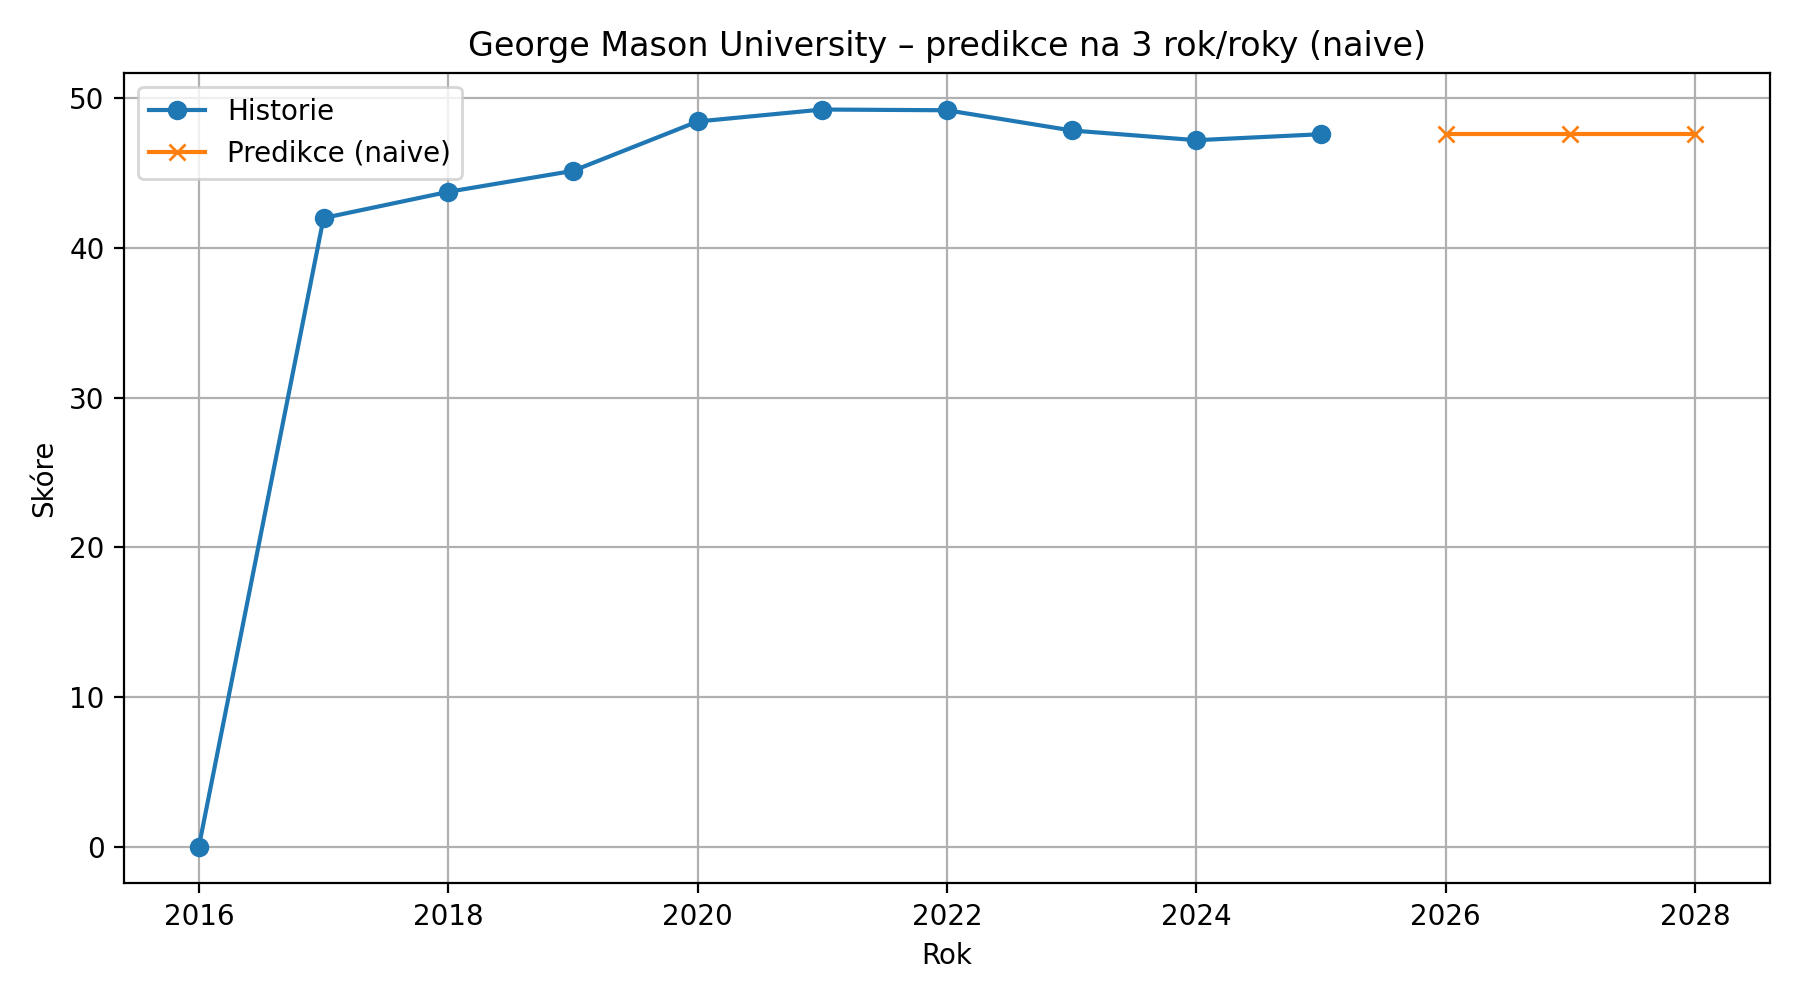 George Mason University – predikce na 3 rok/roky (naive)
Historie
Predikce (naive)
50
40
30
20
10
0
Skóre
2016 2018 2020 2022 2024 2026 2028
Rok